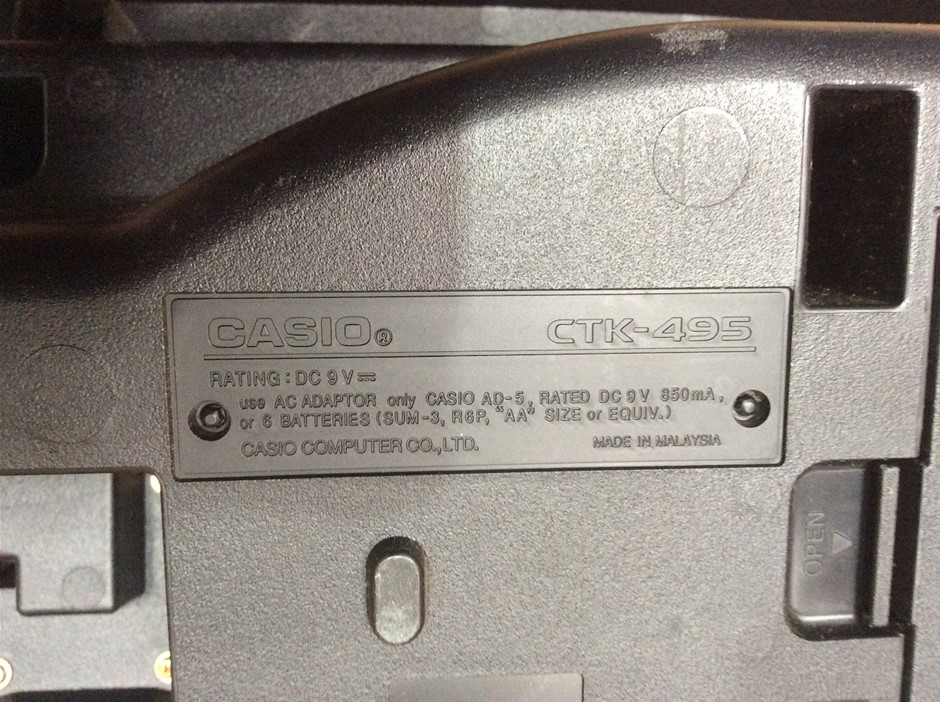 CASIO® CTK-495
RATING : DC 9 V ⎓
use AC ADAPTOR only CASIO AD-5, RATED DC 9 V 850mA,
or 6 BATTERIES (SUM-3, R6P, "AA" SIZE or EQUIV.)
CASIO COMPUTER CO.,LTD. MADE IN MALAYSIA
OPEN